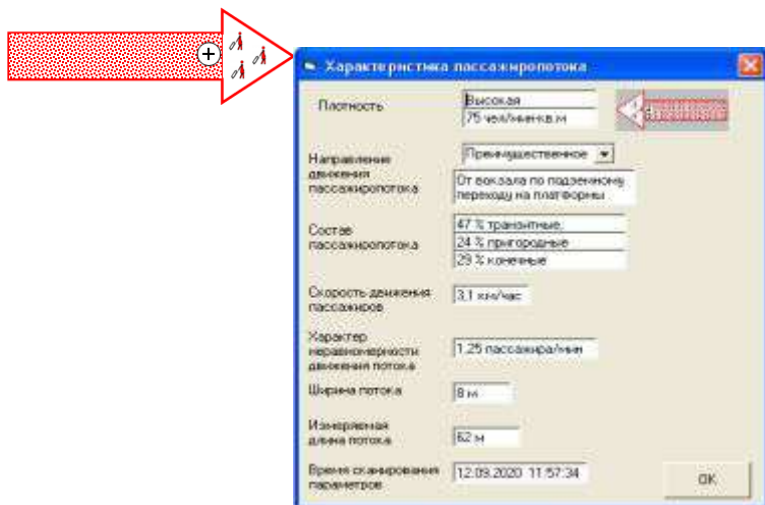 Характеристика пассажиропотока
Плотность
Высокая
75 чел/мин-кв.м
Направление
движения
пассажиропотока
Преимущественное
От вокзала по подземному
переходу на платформы
Состав
пассажиропотока
47 % транзитные,
24 % пригородные
29 % конечные
Скорость движения
пассажиров
3,1 км/час
Характер
неравномерности
движения потока
1,25 пассажира/мин
Ширина потока
8 м
Измеряемая
длина потока
62 м
Время сканирования
параметров
12.09.2020 11:57:34
OK